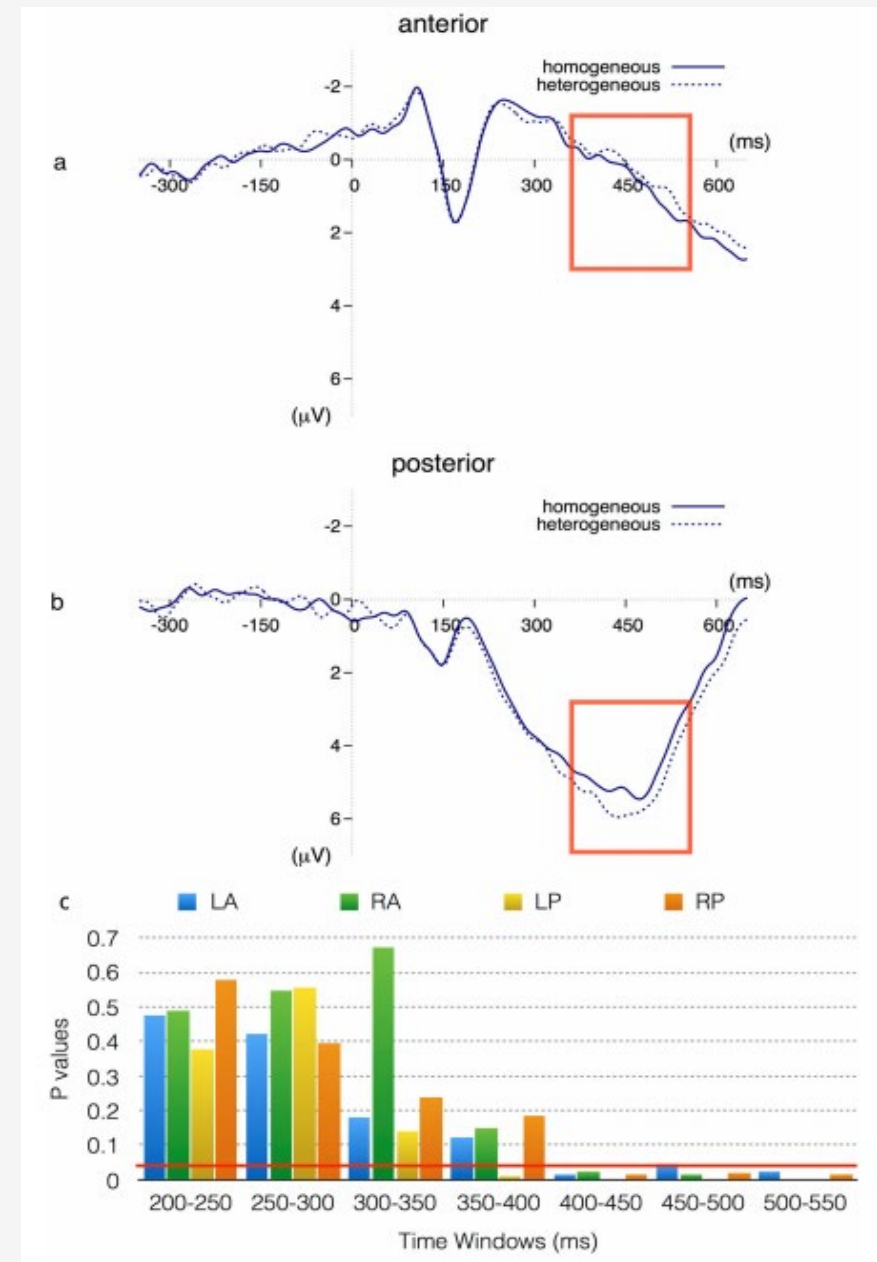 anterior
homogeneous
heterogeneous
-2
(ms)
a
0
-300 -150 0 150 300 450 600
2
4
6
(μV)
posterior
homogeneous
heterogeneous
-2
(ms)
b
0
-300 -150 0 150 300 450 600
2
4
6
(μV)
c LA RA LP RP
0.7
0.6
0.5
0.4
0.3
0.2
0.1
0
P values
200-250 250-300 300-350 350-400 400-450 450-500 500-550
Time Windows (ms)